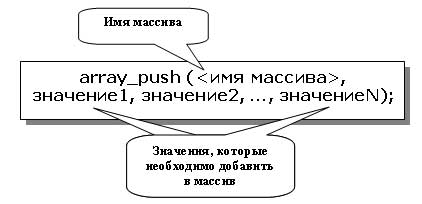 Имя массива
array_push (<имя массива>,
значение1, значение2, ..., значениеN);
Значения, которые
необходимо добавить
в массив